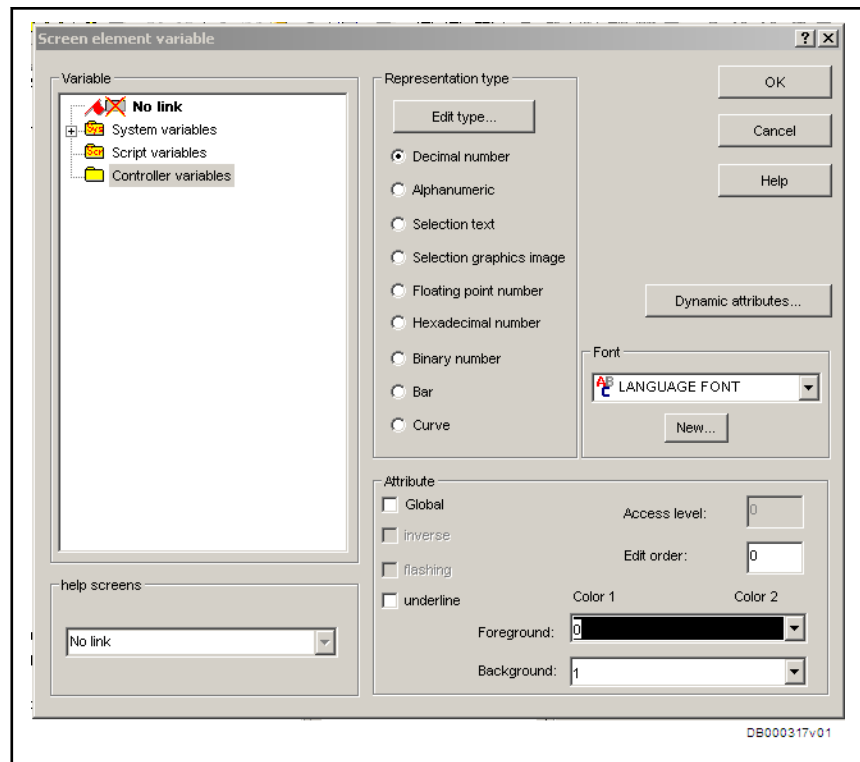 Screen element variable
Variable
No link
System variables
Script variables
Controller variables
help screens
No link
Representation type
Edit type...
Decimal number
Alphanumeric
Selection text
Selection graphics image
Floating point number
Hexadecimal number
Binary number
Bar
Curve
OK
Cancel
Help
Dynamic attributes...
Font
LANGUAGE FONT
New...
Attribute
Global
inverse
flashing
underline
Access level: 0
Edit order: 0
Color 1 Color 2
Foreground: 0
Background: 1
DB000317v01